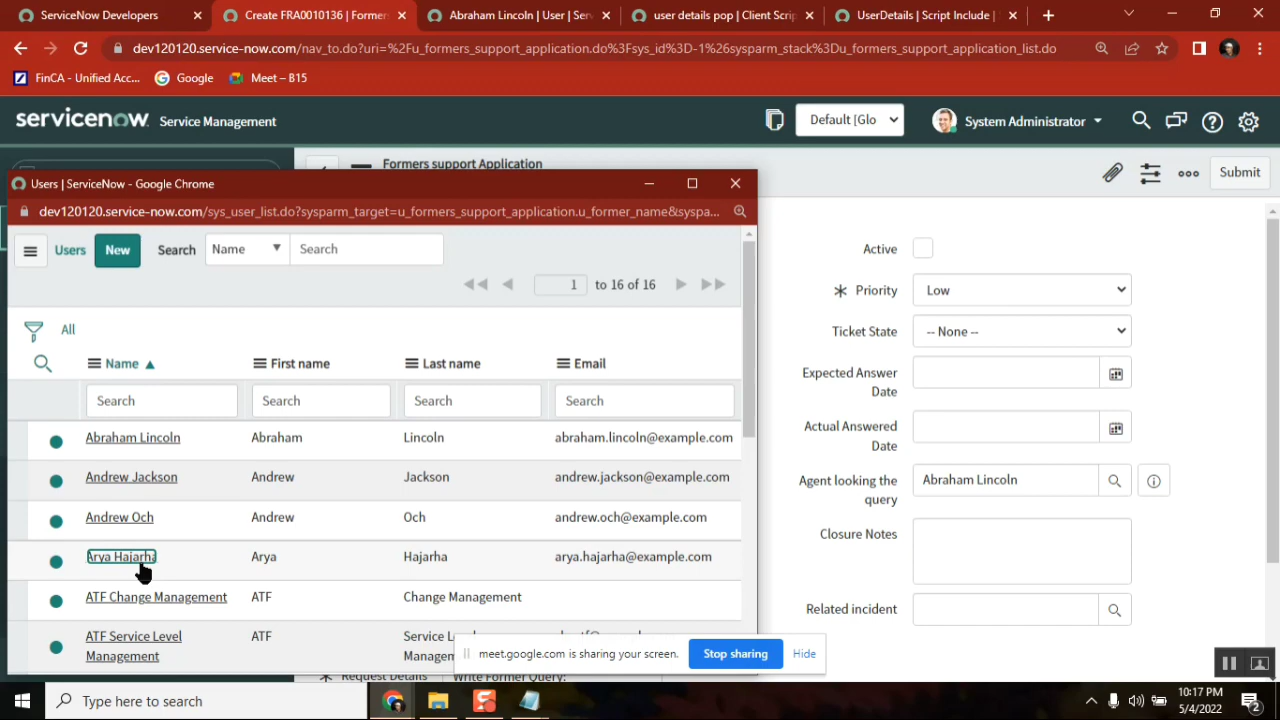 ServiceNow Developers
Create FRA0010136 | Former
Abraham Lincoln | User | Serv
user details pop | Client Scrip
UserDetails | Script Include |
dev120120.service-now.com/nav_to.do?uri=%2Fu_formers_support_application.do%3Fsys_id%3D-1%26sysparm_stack%3Du_formers_support_application_list.do
FinCA - Unified Acc...
Google
Meet – B15
servicenow. Service Management
Default [Glo
System Administrator
Formers support Application
Submit
Users | ServiceNow - Google Chrome
dev120120.service-now.com/sys_user_list.do?sysparm_target=u_formers_support_application.u_former_name&syspa...
Users
New
Search
Name
Search
1 to 16 of 16
All
Name
First name
Last name
Email
Search
Search
Search
Search
Abraham Lincoln Abraham Lincoln abraham.lincoln@example.com
Andrew Jackson Andrew Jackson andrew.jackson@example.com
Andrew Och Andrew Och andrew.och@example.com
Arya Hajarha Arya Hajarha arya.hajarha@example.com
ATF Change Management ATF Change Management
ATF Service Level
Management
ATF
Active
Priority Low
Ticket State -- None --
Expected Answer
Date
Actual Answered
Date
Agent looking the
query
Abraham Lincoln
Closure Notes
Related incident
meet.google.com is sharing your screen.
Stop sharing
Hide
Request Details
Write Former Query:
Type here to search
10:17 PM
5/4/2022
2